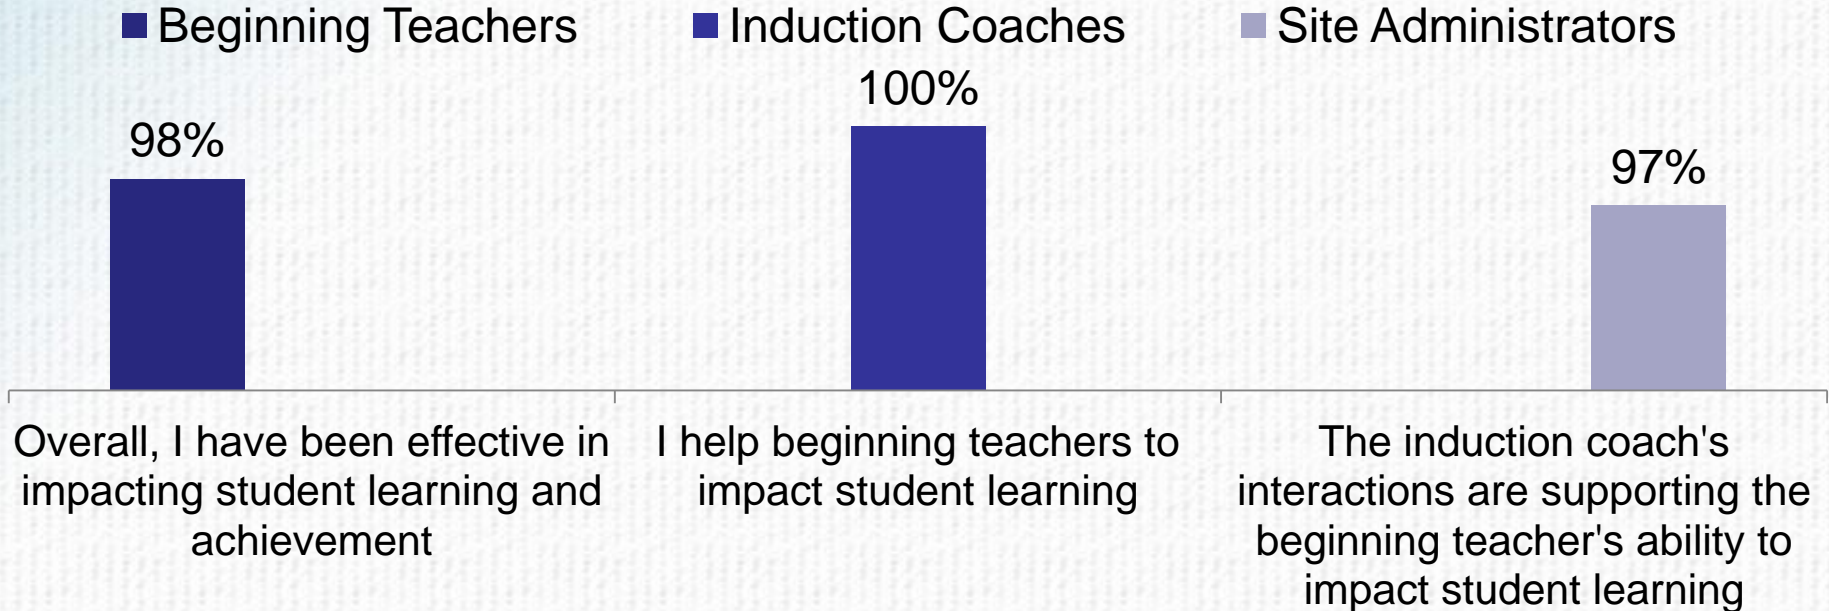 Beginning Teachers Induction Coaches Site Administrators
100%
98%
97%
Overall, I have been effective in
impacting student learning and
achievement
I help beginning teachers to
impact student learning
The induction coach's
interactions are supporting the
beginning teacher's ability to
impact student learning